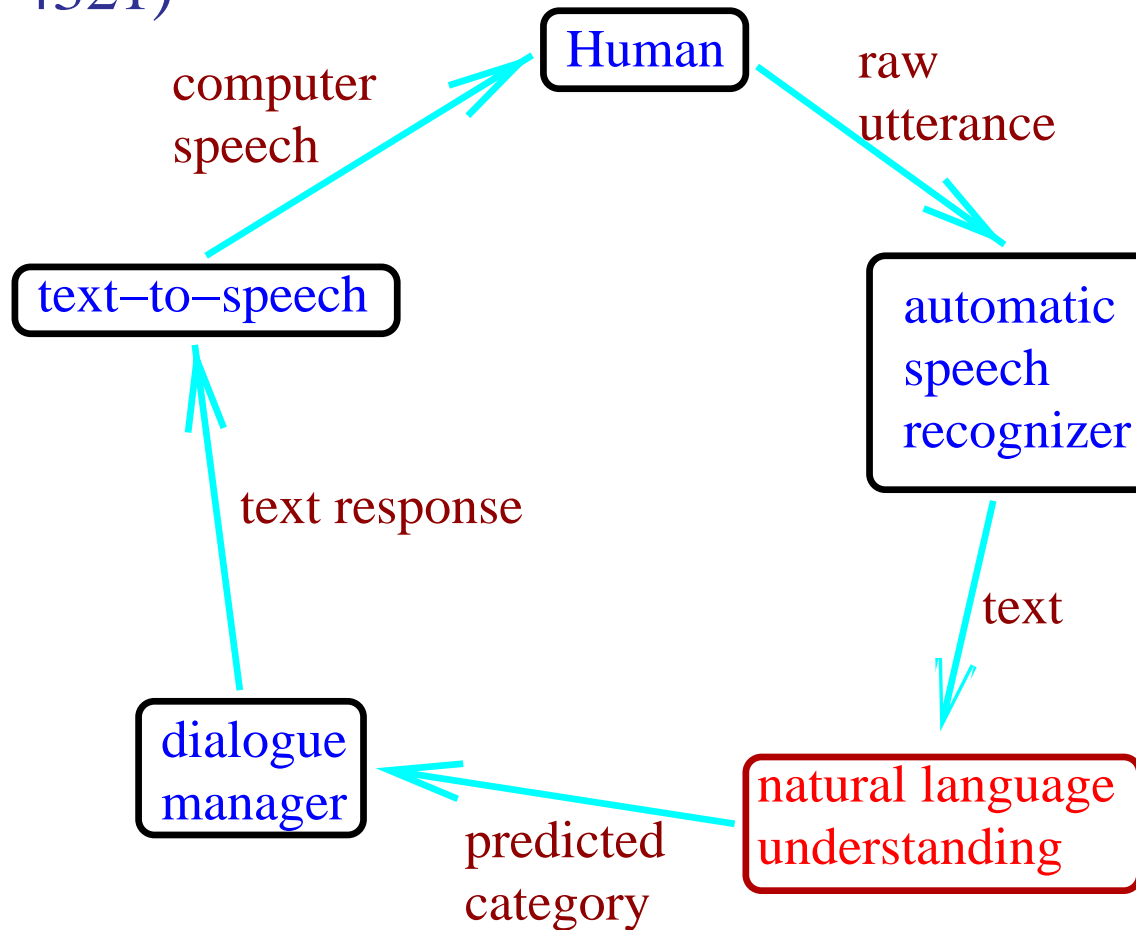 4321)
Human
computer
speech
raw
utterance
text–to–speech
automatic
speech
recognizer
text response
text
dialogue
manager
natural language
understanding
predicted
category